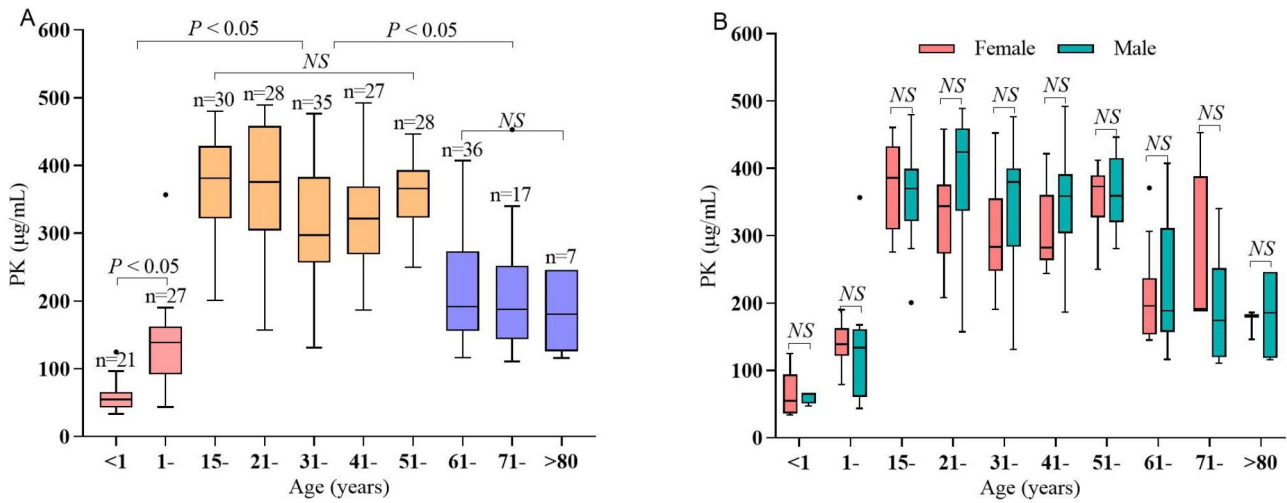 A
600
500
400
300
200
100
0
PK (μg/mL)
P < 0.05
P < 0.05
NS
n=30
n=28
n=35
n=27
n=28
NS
n=36
n=17
n=7
P < 0.05
n=27
n=21
<1 1- 15- 21- 31- 41- 51- 61- 71- >80
Age (years)
B
600
500
400
300
200
100
0
PK (μg/mL)
Female Male
NS
NS
NS
NS
NS
NS
NS
NS
NS
NS
<1 1- 15- 21- 31- 41- 51- 61- 71- >80
Age (years)